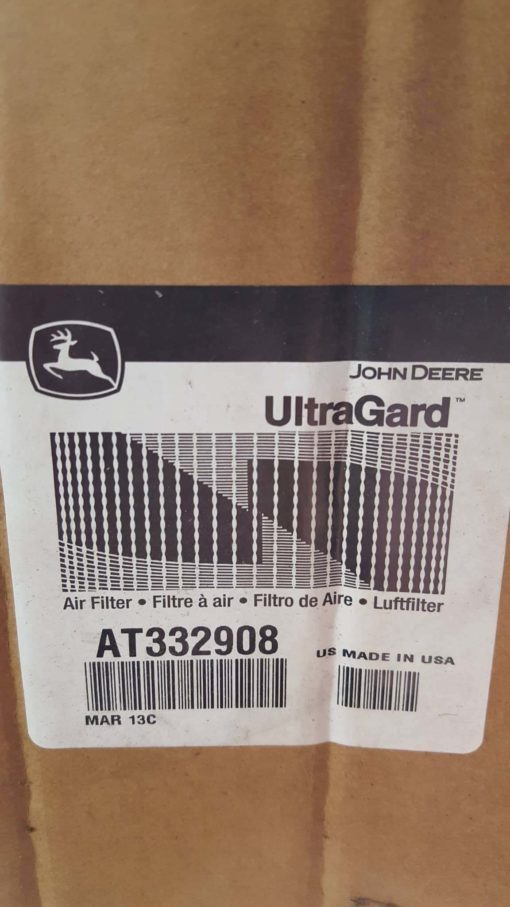 JOHN DEERE
UltraGard™
Air Filter • Filtre à air • Filtro de Aire • Luftfilter
AT332908
US MADE IN USA
MAR 13C